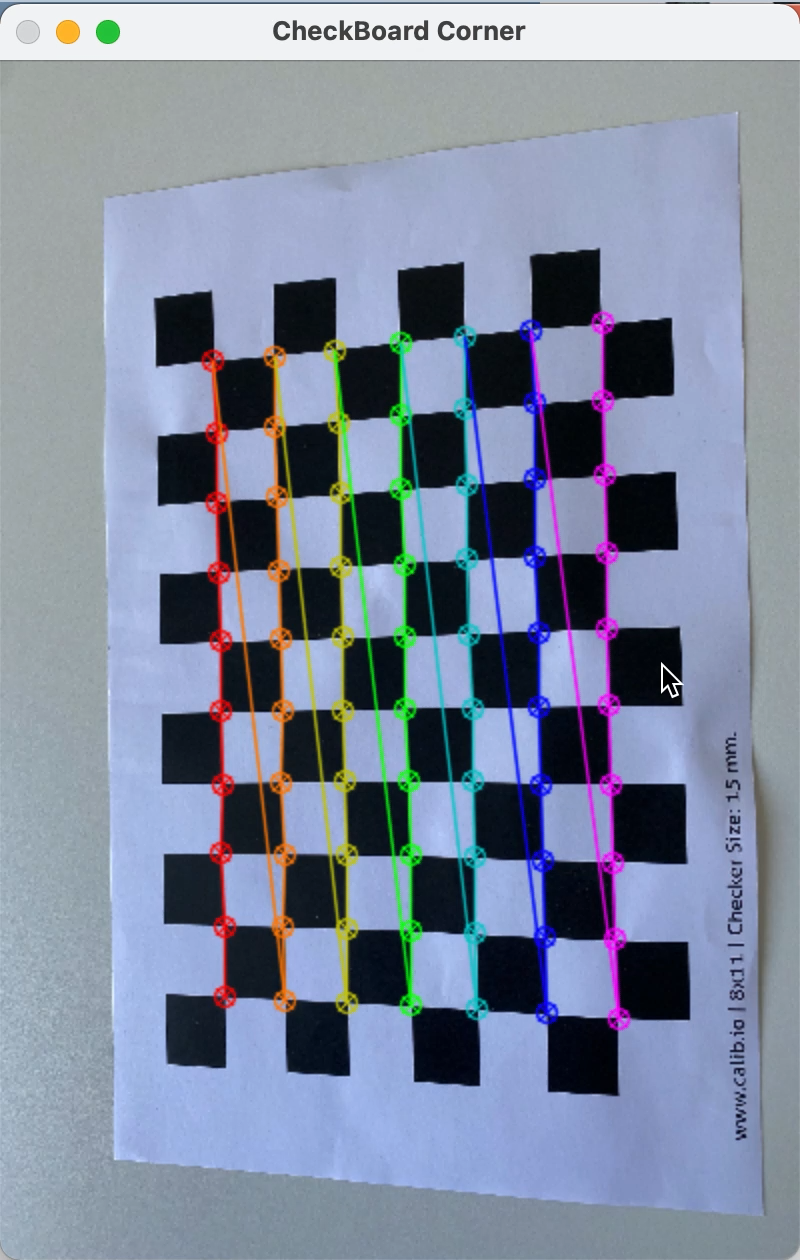 CheckBoard Corner
www.calib.io | 8x11 | Checker Size: 15 mm.